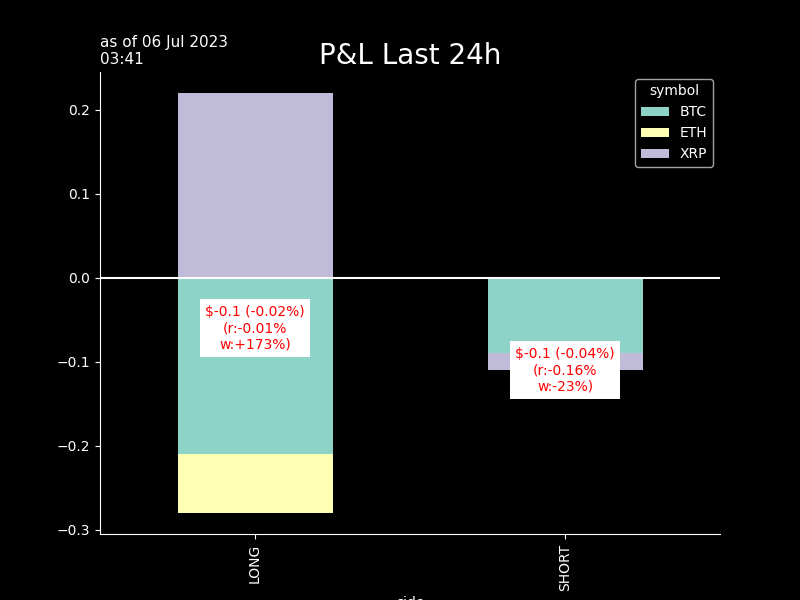 as of 06 Jul 2023
03:41
P&L Last 24h
symbol
BTC
ETH
XRP
0.2
0.1
0.0
−0.1
−0.2
−0.3
$-0.1 (-0.02%)
(r:-0.01%
w:+173%)
$-0.1 (-0.04%)
(r:-0.16%
w:-23%)
LONG
SHORT
side